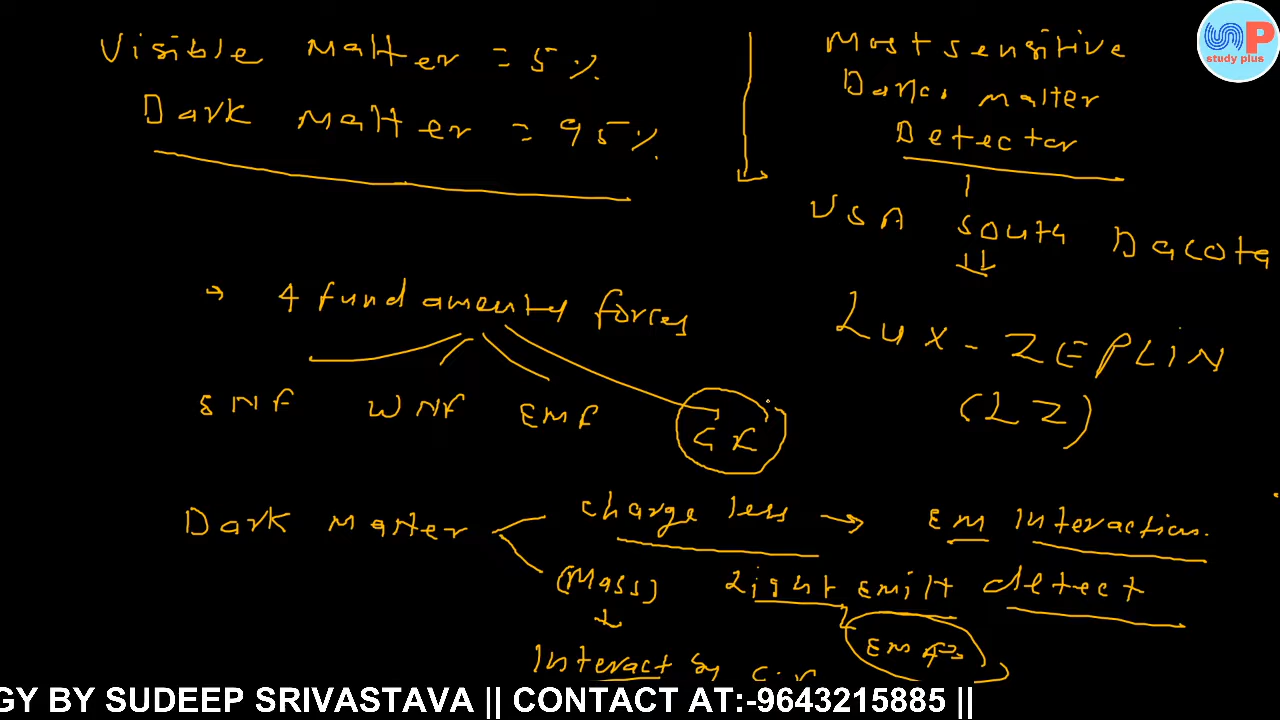 Visible Matter = 5%
Dark Matter = 95%
Most sensitive
Dark matter
Detector
USA South Dacota
Lux-ZEPLIN
(LZ)
→ 4 fundamental forces
SNF WNF EMF GF
Dark Matter
charge less → EM Interaction.
(Mass) Light Emitt detect
EMF
Interact by
SP
study plus
GY BY SUDEEP SRIVASTAVA || CONTACT AT:-9643215885 ||